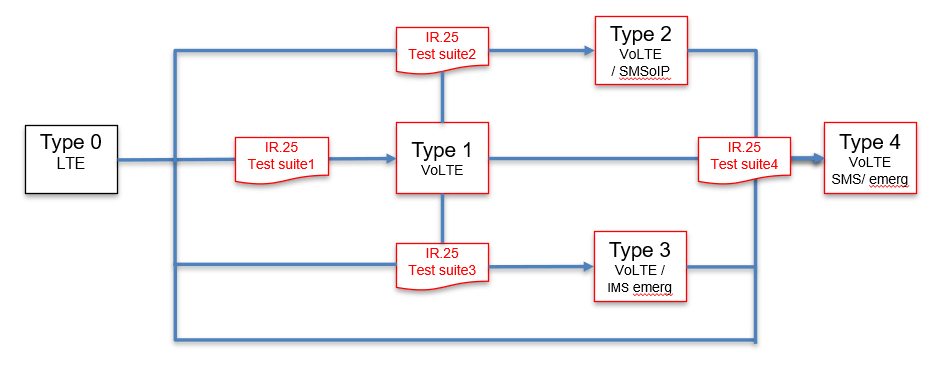 IR.25
Test suite2
Type 2
VoLTE
/ SMSoIP
Type 0
LTE
IR.25
Test suite1
Type 1
VoLTE
IR.25
Test suite4
Type 4
VoLTE
SMS/ emerg
IR.25
Test suite3
Type 3
VoLTE /
IMS emerg